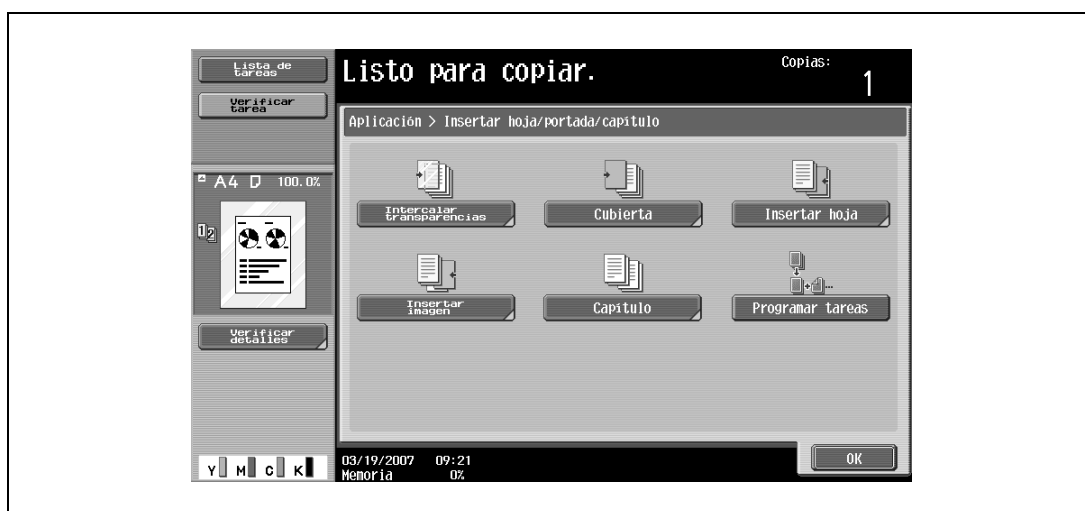 Lista de
tareas
Verificar
tarea
Listo para copiar.
Copias:
1
Aplicación > Insertar hoja/portada/capítulo
A4 100.0%
1 2
Intercalar
transparencias
Cubierta
Insertar hoja
Insertar
imagen
Capítulo
Programar tareas
Verificar
detalles
Y M C K
03/19/2007 09:21
Memoria 0%
OK